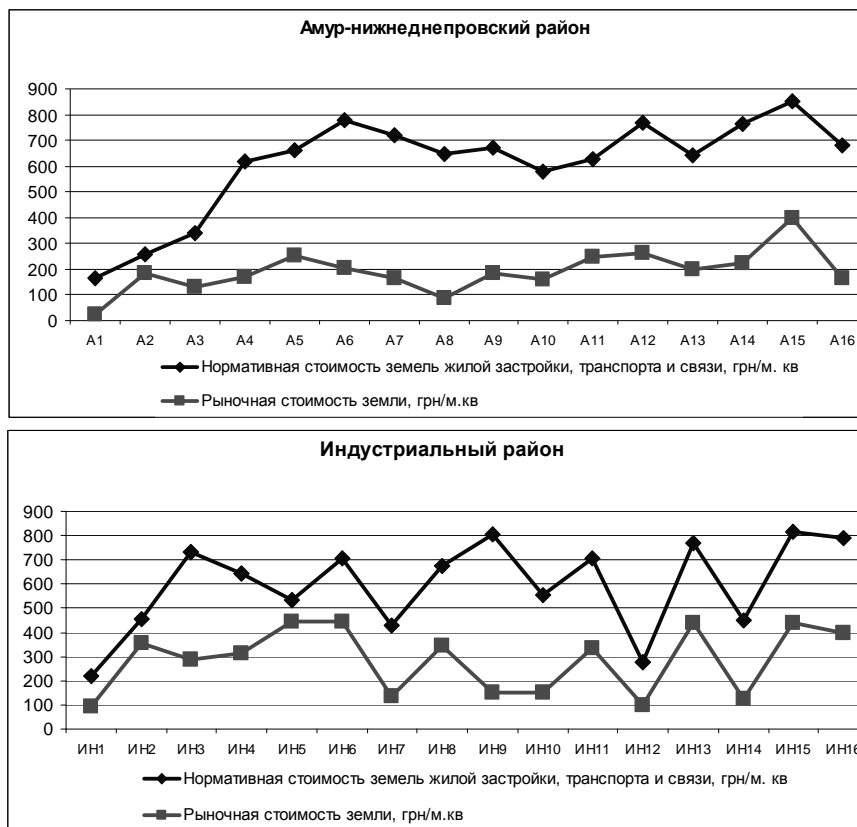 Амур-нижнеднепровский район
900
800
700
600
500
400
300
200
100
0
А1 А2 А3 А4 А5 А6 А7 А8 А9 А10 А11 А12 А13 А14 А15 А16
Нормативная стоимость земель жилой застройки, транспорта и связи, грн/м. кв
Рыночная стоимость земли, грн/м.кв
Индустриальный район
900
800
700
600
500
400
300
200
100
0
ИН1 ИН2 ИН3 ИН4 ИН5 ИН6 ИН7 ИН8 ИН9 ИН10 ИН11 ИН12 ИН13 ИН14 ИН15 ИН16
Нормативная стоимость земель жилой застройки, транспорта и связи, грн/м. кв
Рыночная стоимость земли, грн/м.кв